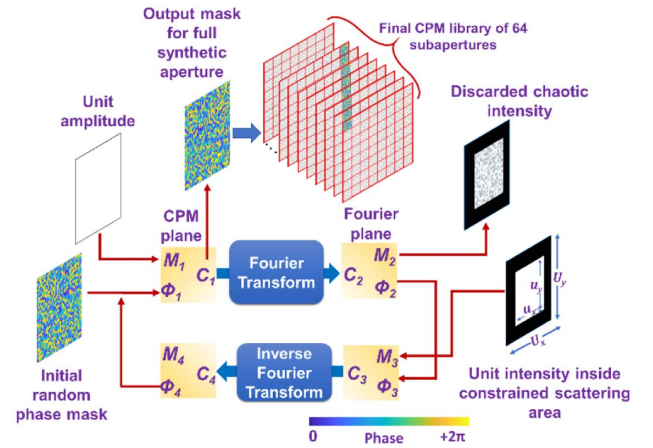 Output mask
for full
synthetic
aperture
Final CPM library of 64
subapertures
Unit
amplitude
Discarded chaotic
intensity
CPM
plane
Fourier
plane
M1
C1
Φ1
Fourier
Transform
M2
C2
Φ2
uy
Uy
ux
Ux
M4
C4
Φ4
Inverse
Fourier
Transform
M3
C3
Φ3
Initial
random
phase mask
Unit intensity inside
constrained scattering
area
0 Phase +2π